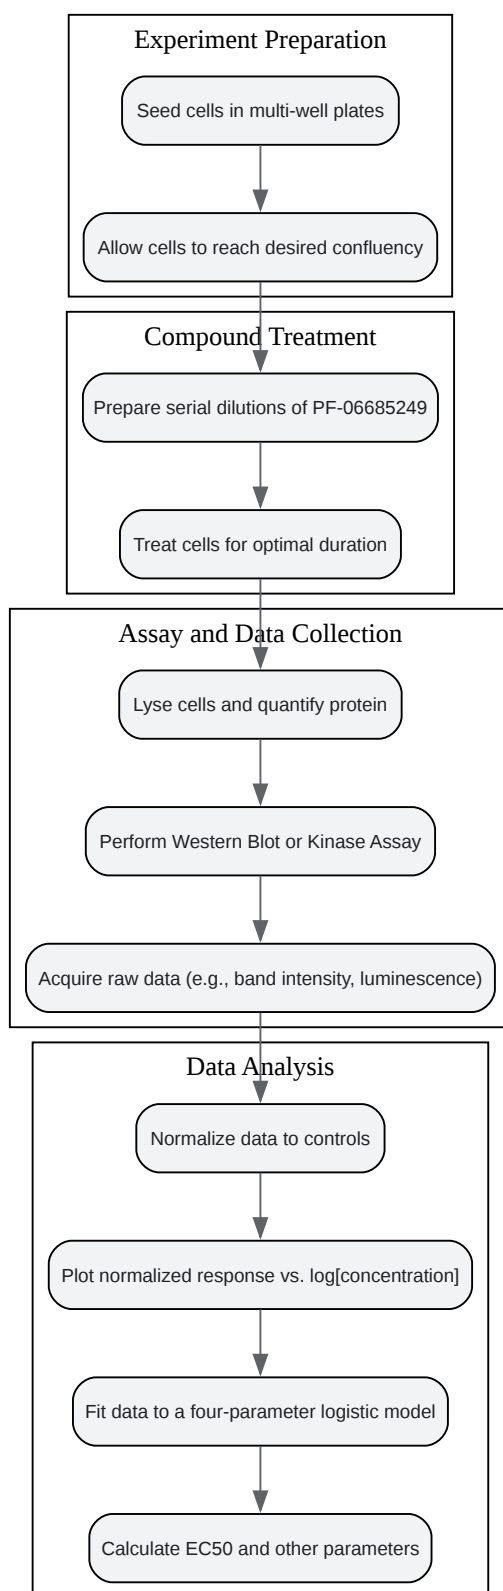 Experiment Preparation
Seed cells in multi-well plates
Allow cells to reach desired confluency
Compound Treatment
Prepare serial dilutions of PF-06685249
Treat cells for optimal duration
Assay and Data Collection
Lyse cells and quantify protein
Perform Western Blot or Kinase Assay
Acquire raw data (e.g., band intensity, luminescence)
Data Analysis
Normalize data to controls
Plot normalized response vs. log[concentration]
Fit data to a four-parameter logistic model
Calculate EC50 and other parameters